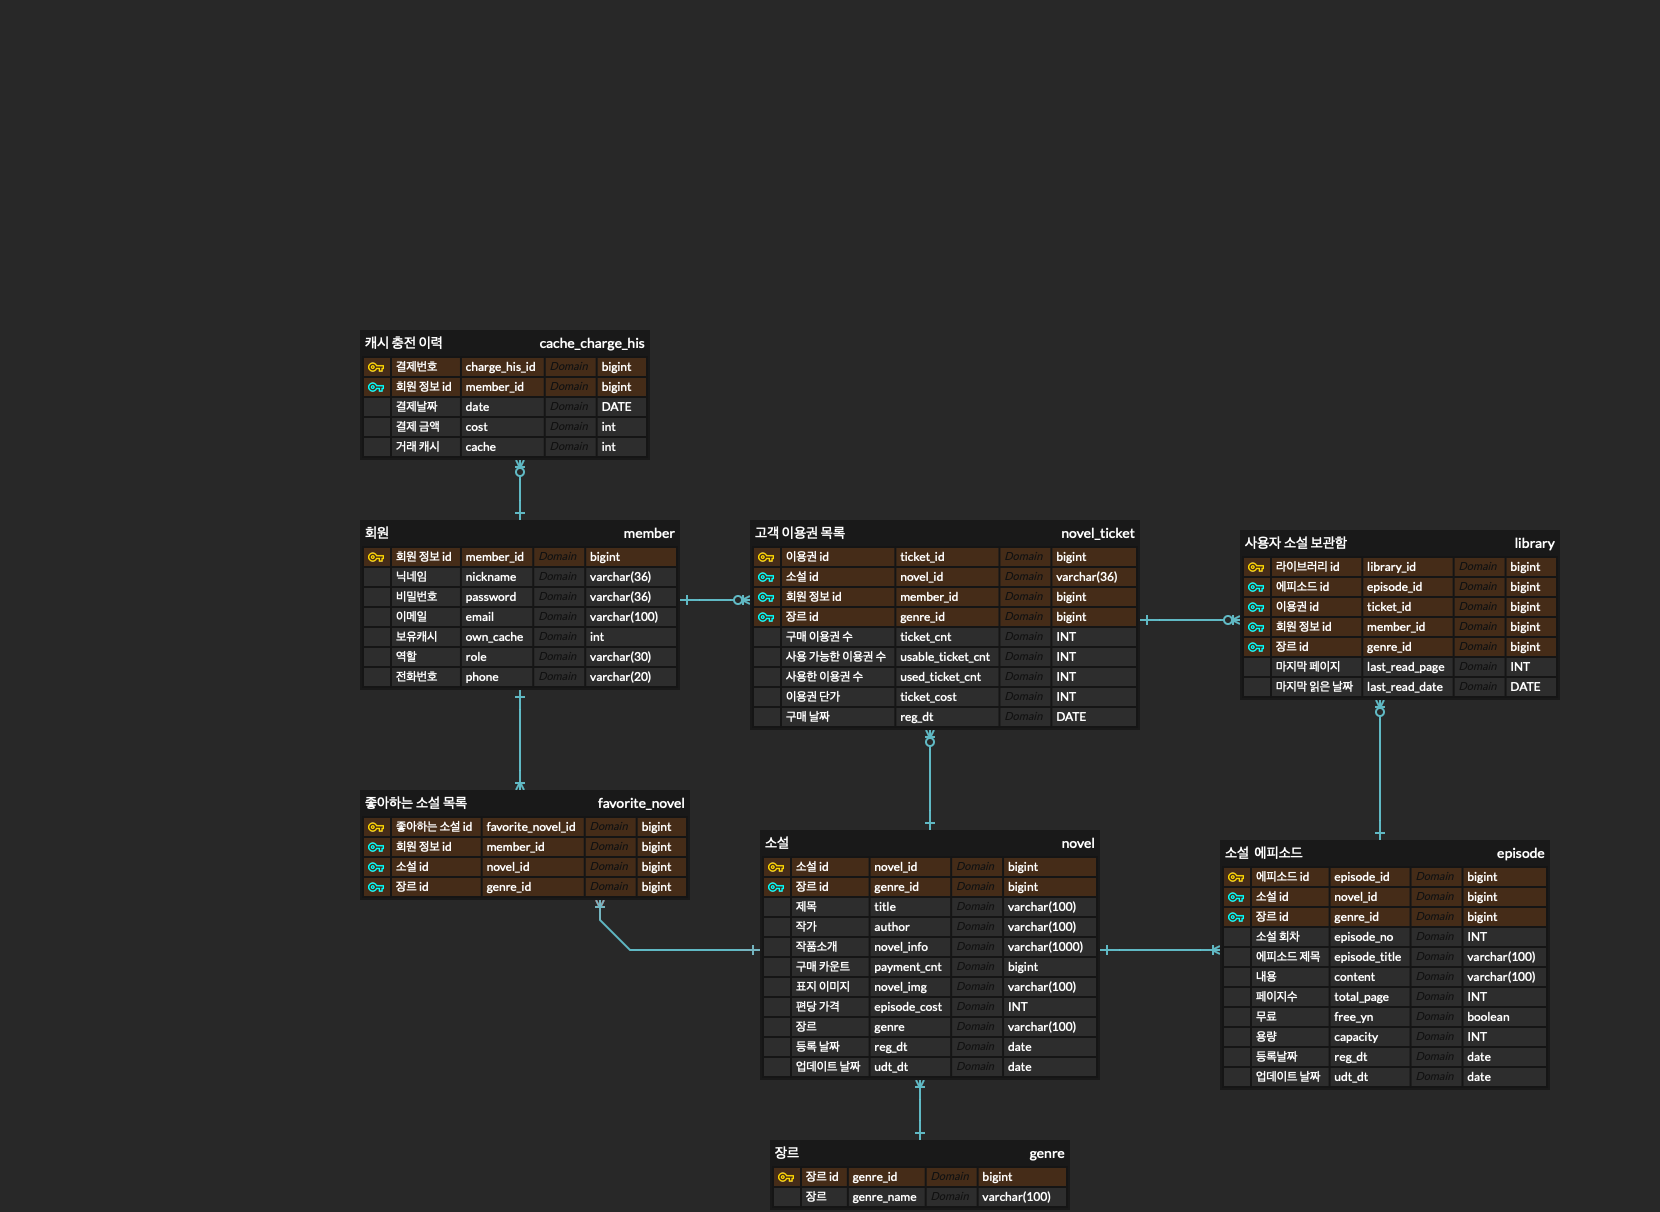 캐시 충전 이력 cache_charge_his
결제번호 charge_his_id Domain bigint
회원 정보 id member_id Domain bigint
결제날짜 date Domain DATE
결제 금액 cost Domain int
거래 캐시 cache Domain int
회원 member
회원 정보 id member_id Domain bigint
닉네임 nickname Domain varchar(36)
비밀번호 password Domain varchar(36)
이메일 email Domain varchar(100)
보유캐시 own_cache Domain int
역할 role Domain varchar(30)
전화번호 phone Domain varchar(20)
고객 이용권 목록 novel_ticket
이용권 id ticket_id Domain bigint
소설 id novel_id Domain varchar(36)
회원 정보 id member_id Domain bigint
장르 id genre_id Domain bigint
구매 이용권 수 ticket_cnt Domain INT
사용 가능한 이용권 수 usable_ticket_cnt Domain INT
사용한 이용권 수 used_ticket_cnt Domain INT
이용권 단가 ticket_cost Domain INT
구매 날짜 reg_dt Domain DATE
사용자 소설 보관함 library
라이브러리 id library_id Domain bigint
에피소드 id episode_id Domain bigint
이용권 id ticket_id Domain bigint
회원 정보 id member_id Domain bigint
장르 id genre_id Domain bigint
마지막 페이지 last_read_page Domain INT
마지막 읽은 날짜 last_read_date Domain DATE
좋아하는 소설 목록 favorite_novel
좋아하는 소설 id favorite_novel_id Domain bigint
회원 정보 id member_id Domain bigint
소설 id novel_id Domain bigint
장르 id genre_id Domain bigint
소설 novel
소설 id novel_id Domain bigint
장르 id genre_id Domain bigint
제목 title Domain varchar(100)
작가 author Domain varchar(100)
작품소개 novel_info Domain varchar(1000)
구매 카운트 payment_cnt Domain bigint
표지 이미지 novel_img Domain varchar(100)
편당 가격 episode_cost Domain INT
장르 genre Domain varchar(100)
등록 날짜 reg_dt Domain date
업데이트 날짜 udt_dt Domain date
소설 에피소드 episode
에피소드 id episode_id Domain bigint
소설 id novel_id Domain bigint
장르 id genre_id Domain bigint
소설 회차 episode_no Domain INT
에피소드 제목 episode_title Domain varchar(100)
내용 content Domain varchar(100)
페이지수 total_page Domain INT
무료 free_yn Domain boolean
용량 capacity Domain INT
등록날짜 reg_dt Domain date
업데이트 날짜 udt_dt Domain date
장르 genre
장르 id genre_id Domain bigint
장르 genre_name Domain varchar(100)